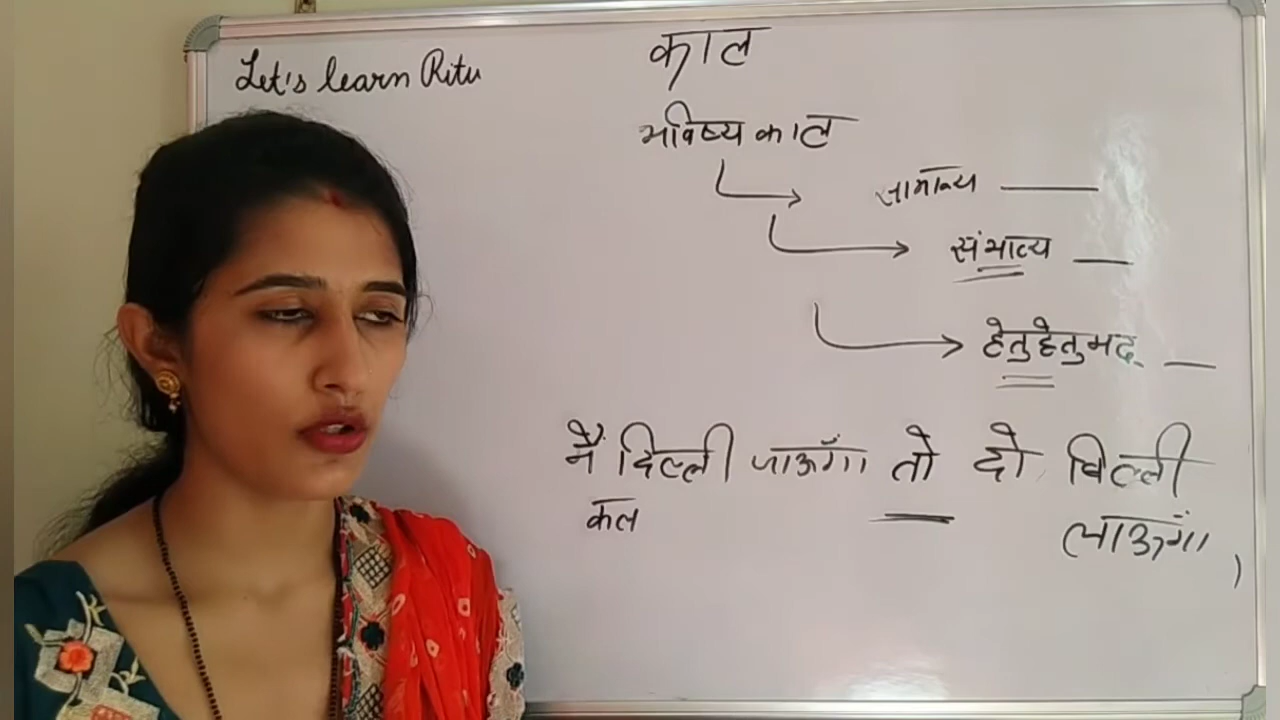 Let's learn Ritu
काल
भविष्य काल
सामान्य
संभाव्य
हेतुहेतुमद्
मैं दिल्ली जाऊँगा तो दो बिल्ली
कल
लाऊँगा,